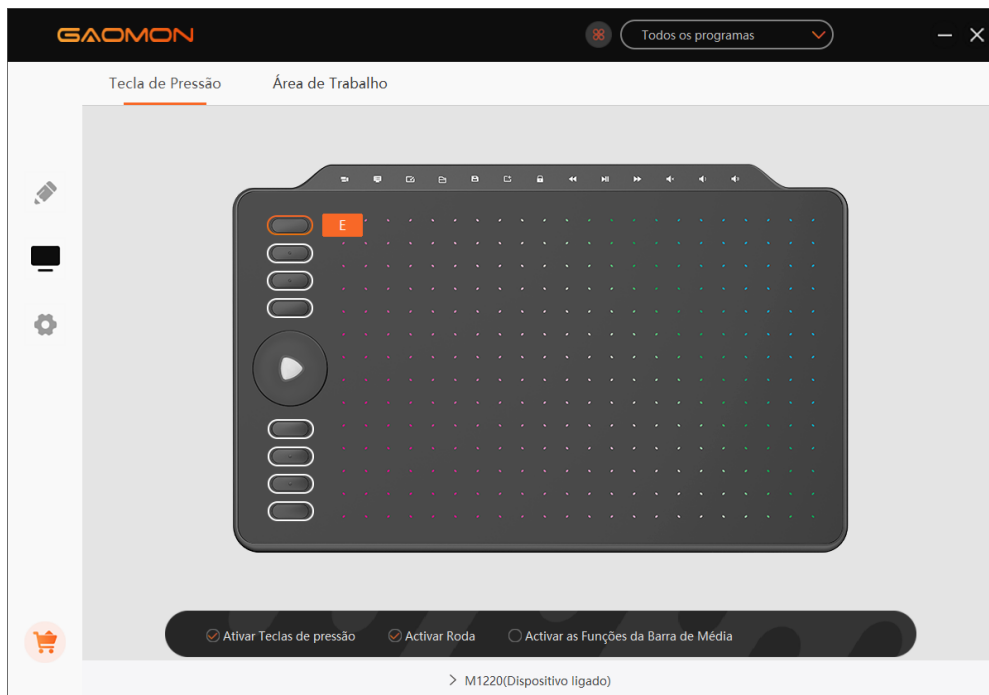 GAOMON
Todos os programas
Tecla de Pressão
Área de Trabalho
E
Ativar Teclas de pressão
Activar Roda
Activar as Funções da Barra de Média
M1220(Dispositivo ligado)